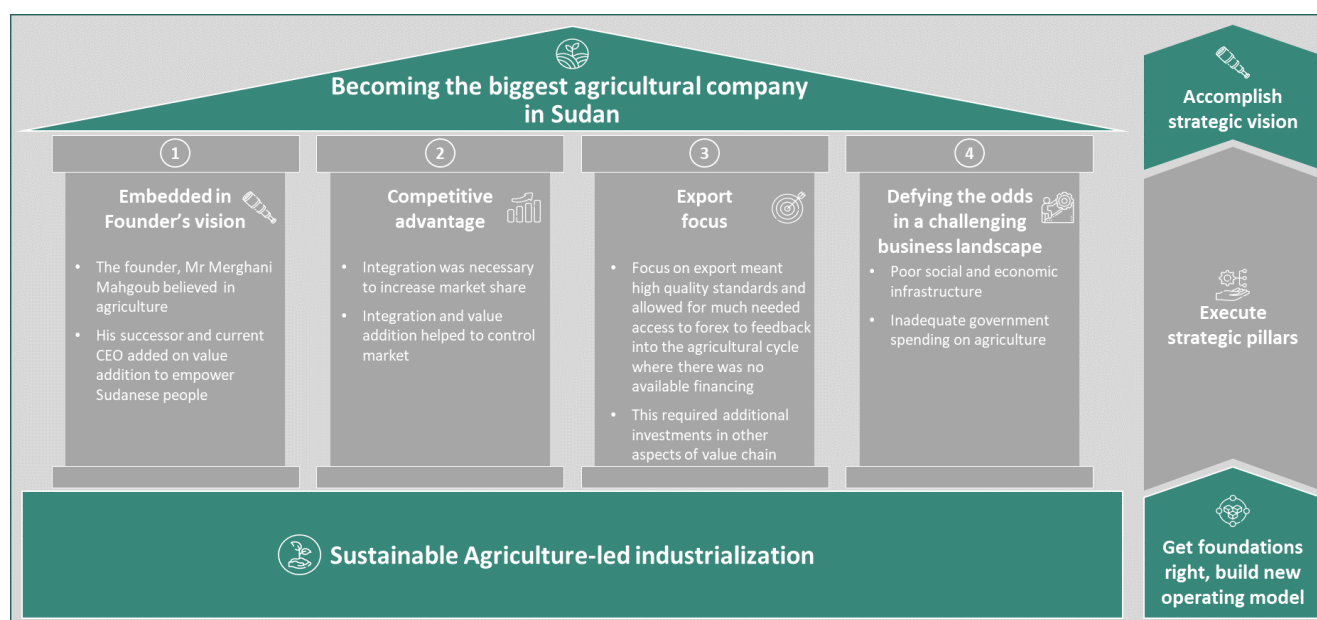 Becoming the biggest agricultural company
in Sudan
1
Embedded in
Founder’s vision
• The founder, Mr Merghani
Mahgoub believed in
agriculture
• His successor and current
CEO added on value
addition to empower
Sudanese people
2
Competitive
advantage
• Integration was necessary
to increase market share
• Integration and value
addition helped to control
market
3
Export
focus
• Focus on export meant
high quality standards and
allowed for much needed
access to forex to feedback
into the agricultural cycle
where there was no
available financing
• This required additional
investments in other
aspects of value chain
4
Defying the odds
in a challenging
business landscape
• Poor social and economic
infrastructure
• Inadequate government
spending on agriculture
Sustainable Agriculture-led industrialization
Accomplish
strategic vision
Execute
strategic pillars
Get foundations
right, build new
operating model